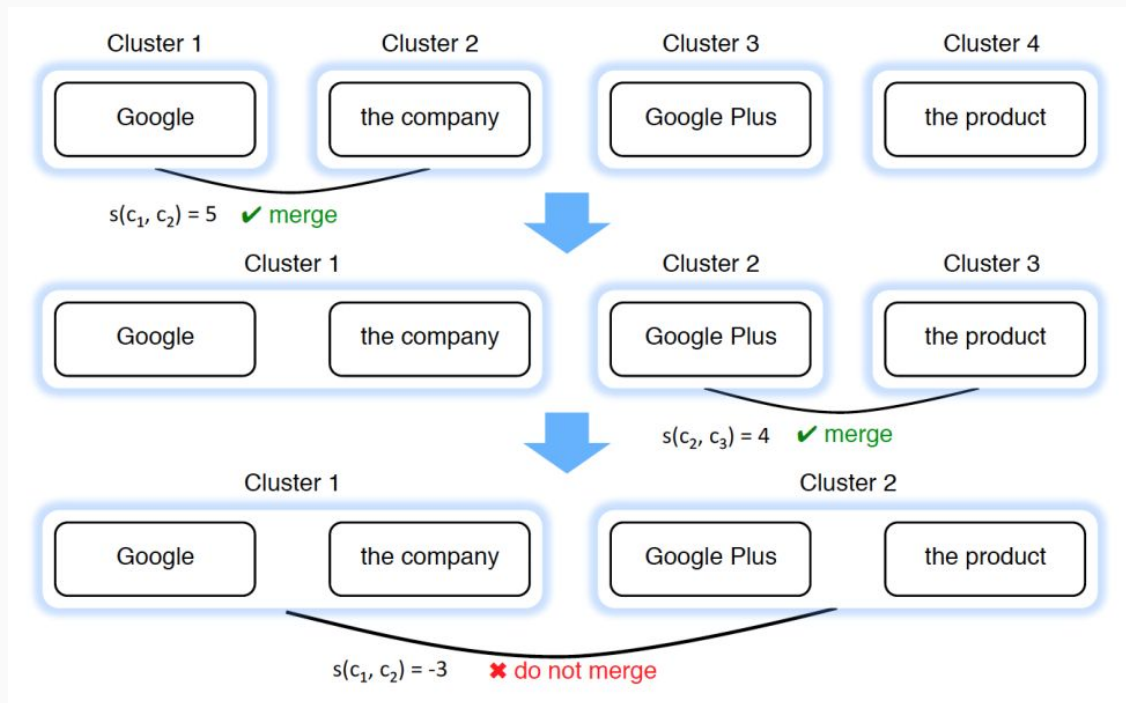 Cluster 1 Cluster 2 Cluster 3 Cluster 4
Google the company Google Plus the product
s(c₁, c₂) = 5 ✔ merge
Cluster 1 Cluster 2 Cluster 3
Google the company Google Plus the product
s(c₂, c₃) = 4 ✔ merge
Cluster 1 Cluster 2
Google the company Google Plus the product
s(c₁, c₂) = -3 ✖ do not merge